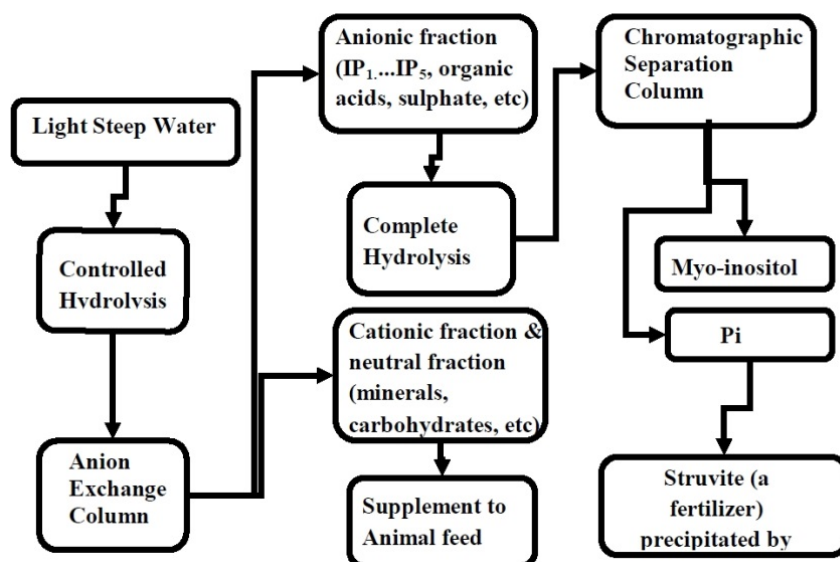 Light Steep Water
Controlled
Hydrolysis
Anion
Exchange
Column
Anionic fraction
(IP1....IP5, organic
acids, sulphate, etc)
Complete
Hydrolysis
Cationic fraction &
neutral fraction
(minerals,
carbohydrates, etc)
Supplement to
Animal feed
Chromatographic
Separation
Column
Myo-inositol
Pi
Struvite (a
fertilizer)
precipitated by